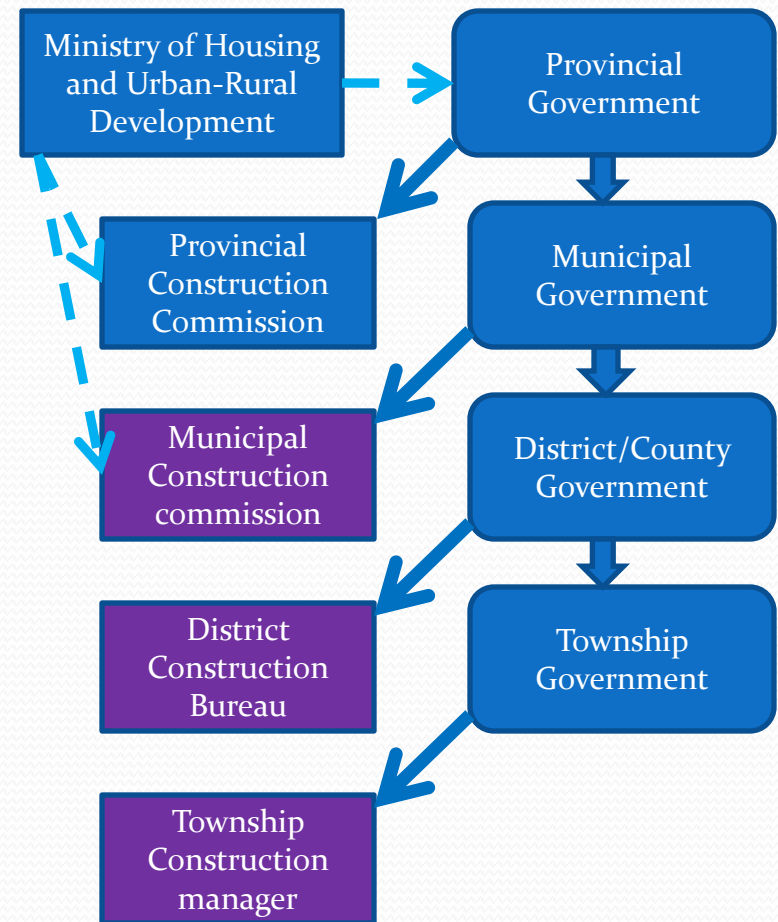 Ministry of Housing
and Urban-Rural
Development
Provincial
Government
Provincial
Construction
Commission
Municipal
Government
Municipal
Construction
commission
District/County
Government
District
Construction
Bureau
Township
Government
Township
Construction
manager